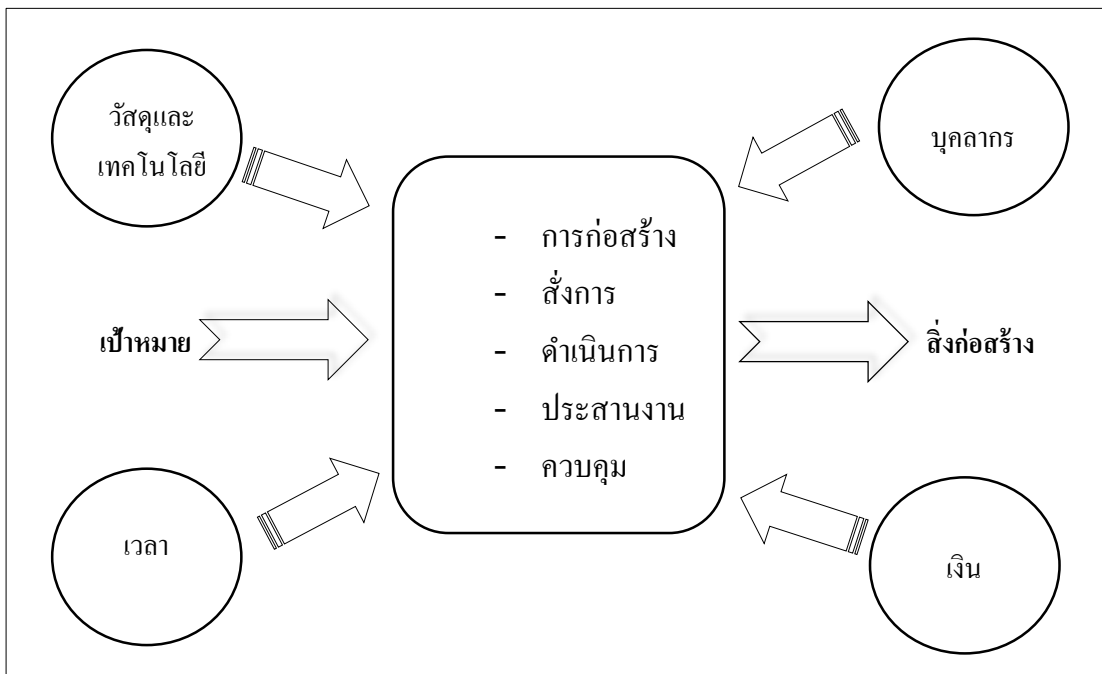 วัสดุและ
เทคโนโลยี
บุคลากร
- การก่อสร้าง
- สั่งการ
- ดำเนินการ
- ประสานงาน
- ควบคุม
เป้าหมาย
สิ่งก่อสร้าง
เวลา
เงิน